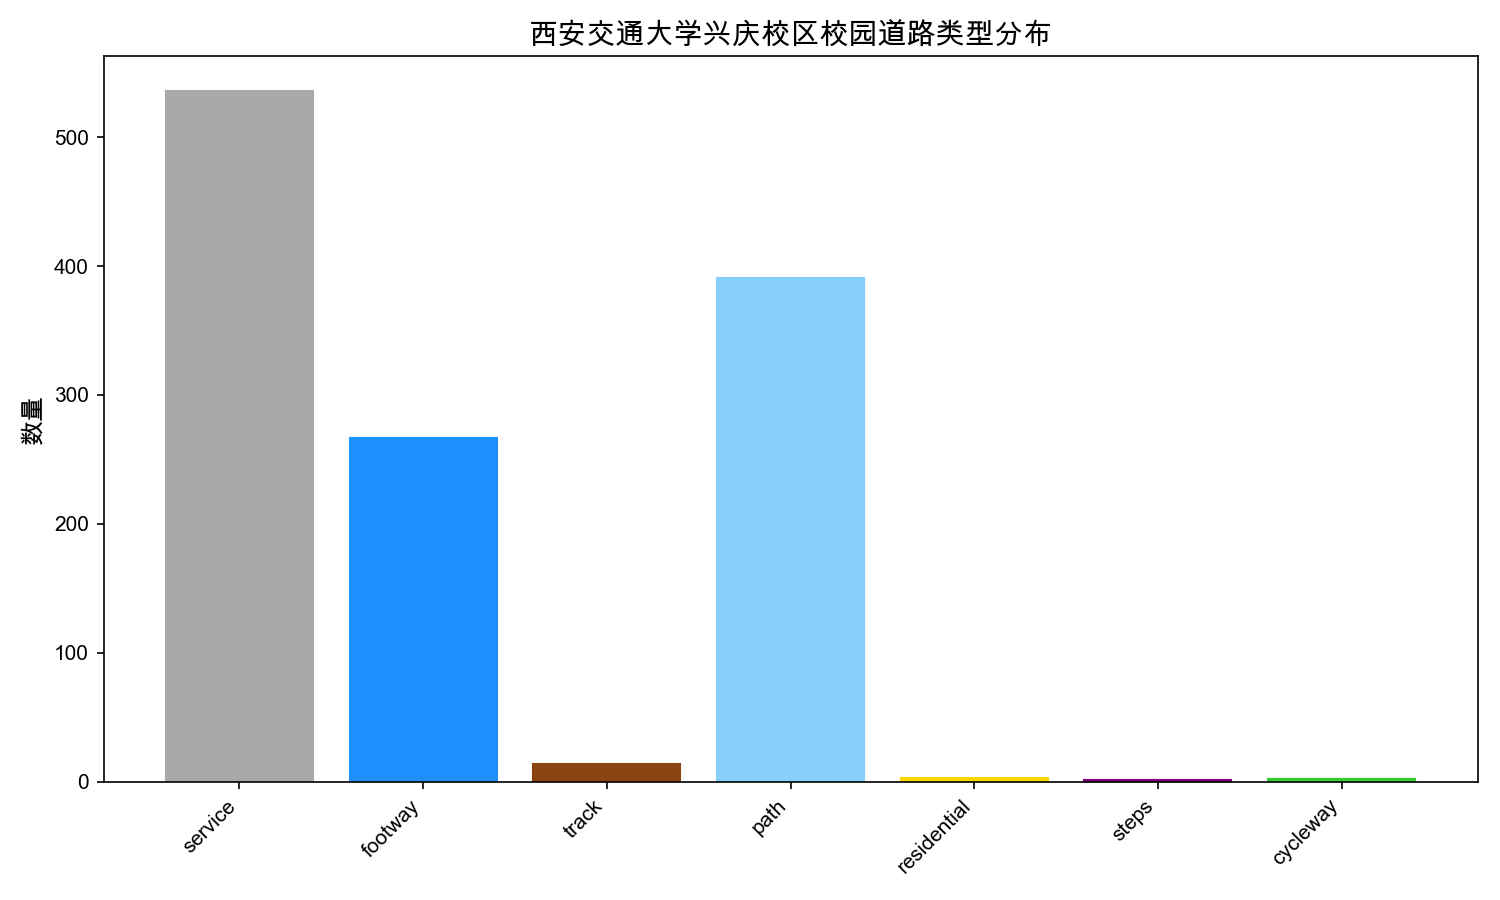 西安交通大学兴庆校区校园道路类型分布
数量
500
400
300
200
100
0
service
footway
track
path
residential
steps
cycleway